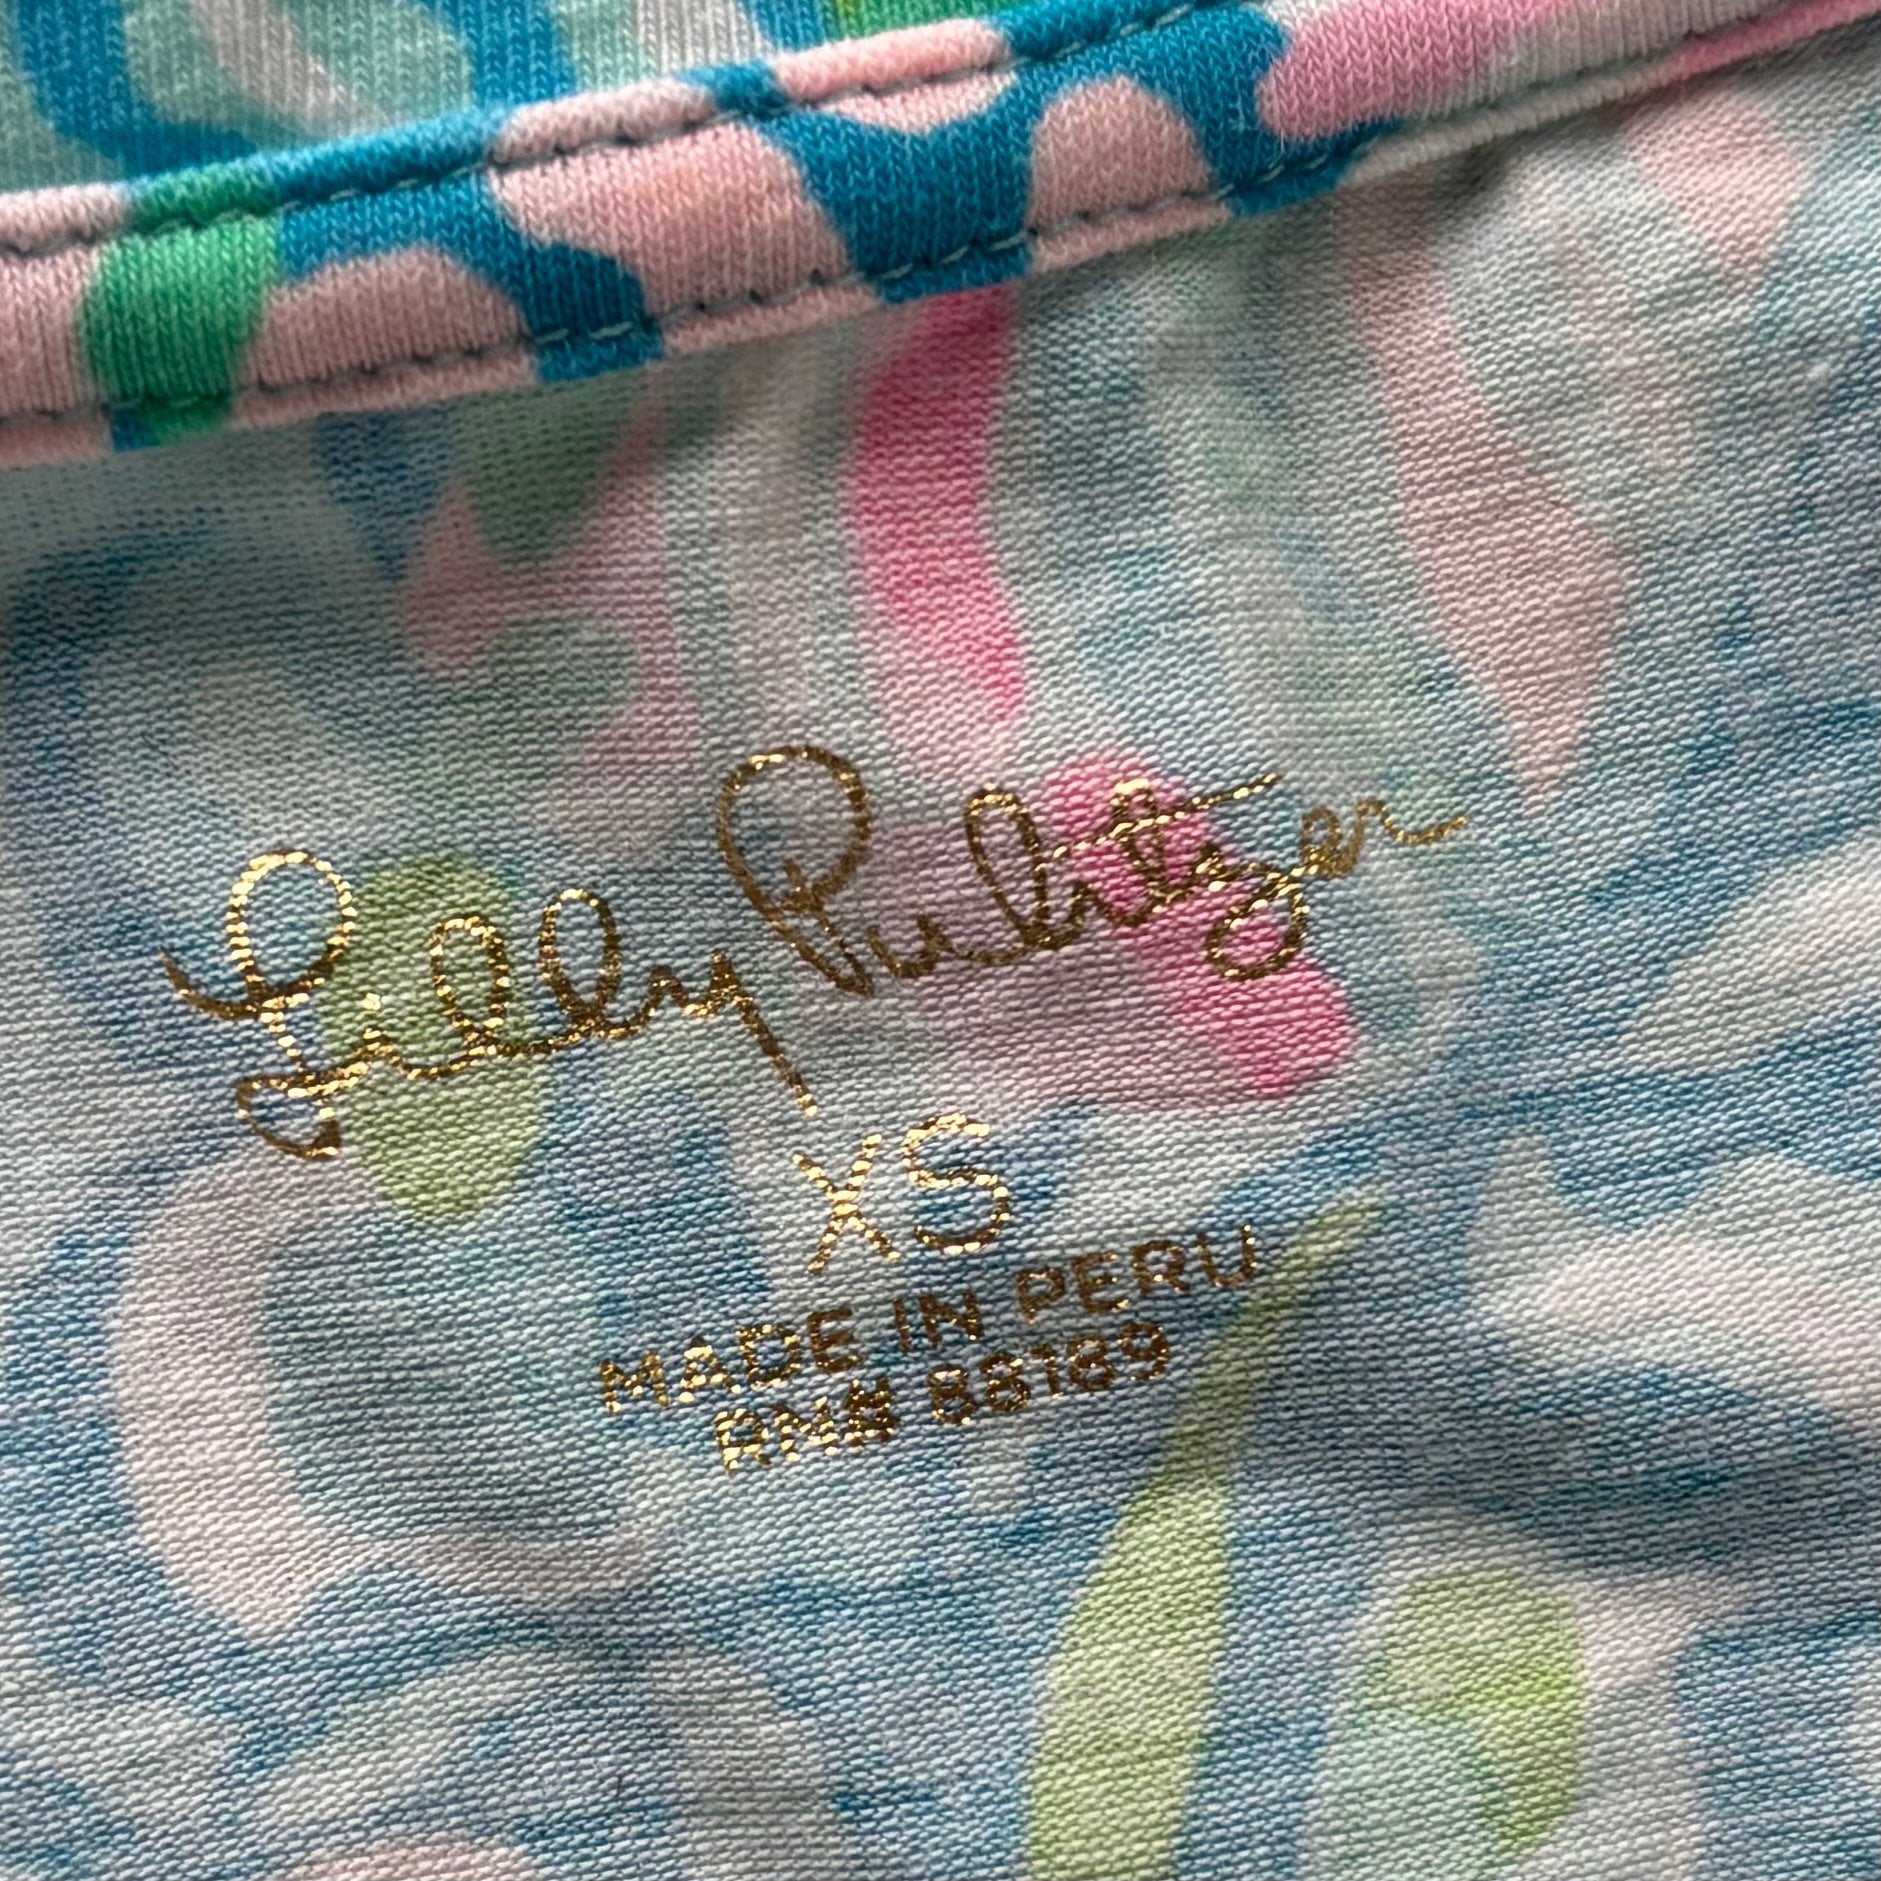 Lilly Pulitzer
XS
MADE IN PERU
RN# 88189